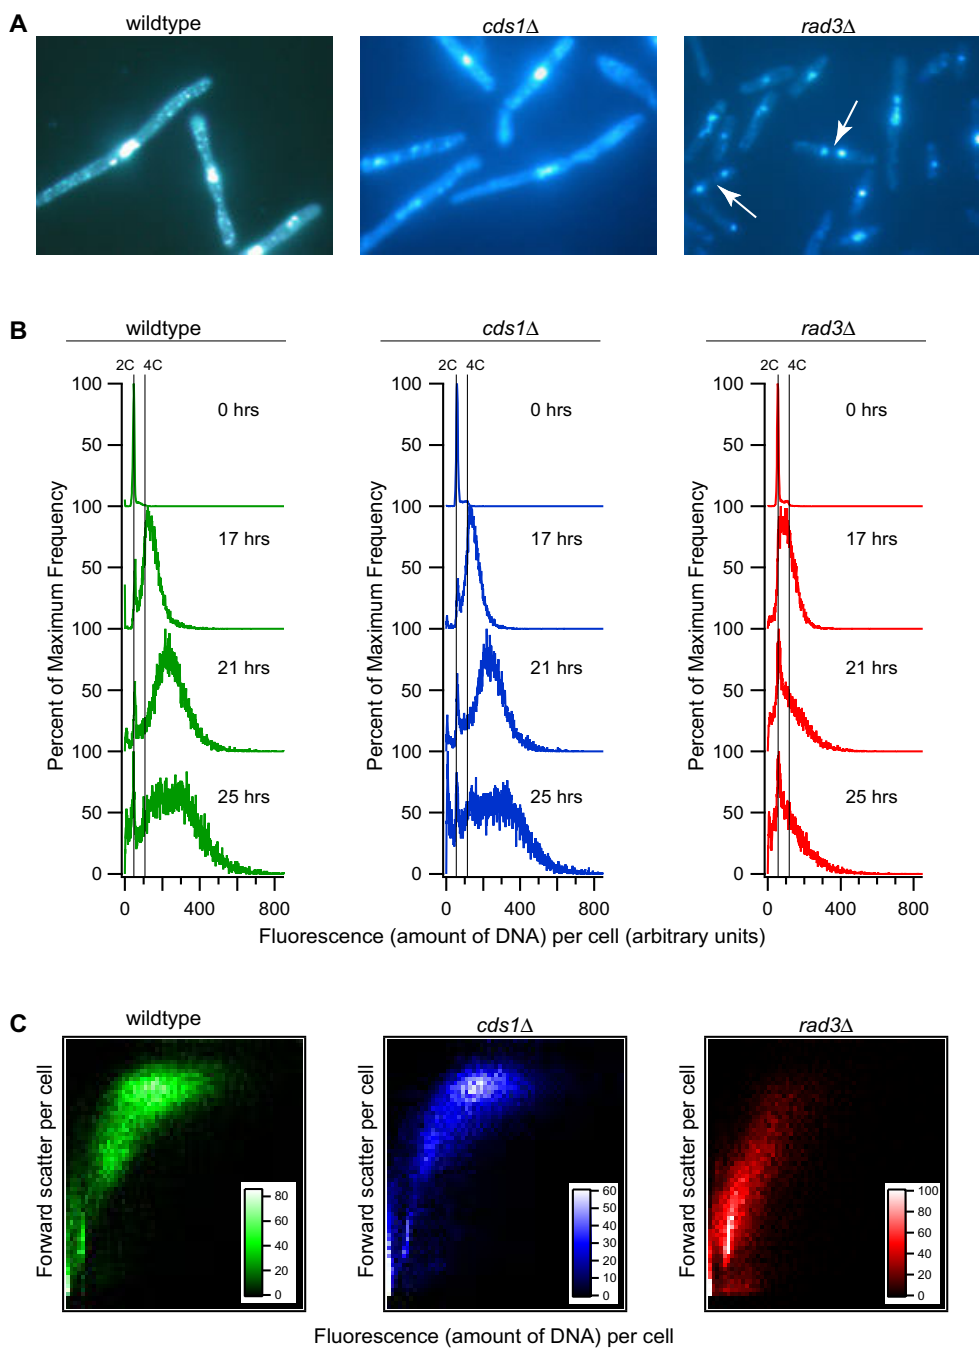 A
wildtype
cds1Δ
rad3Δ
B
wildtype
cds1Δ
rad3Δ
Percent of Maximum Frequency
2C 4C
100
0 hrs
50
100
17 hrs
50
100
21 hrs
50
100
25 hrs
50
0
0 400 800
Percent of Maximum Frequency
2C 4C
100
0 hrs
50
100
17 hrs
50
100
21 hrs
50
100
25 hrs
50
0
0 400 800
Percent of Maximum Frequency
2C 4C
100
0 hrs
50
100
17 hrs
50
100
21 hrs
50
100
25 hrs
50
0
0 400 800
Fluorescence (amount of DNA) per cell (arbitrary units)
C
wildtype
cds1Δ
rad3Δ
Forward scatter per cell
80
60
40
20
0
Forward scatter per cell
60
50
40
30
20
10
0
Forward scatter per cell
100
80
60
40
20
0
Fluorescence (amount of DNA) per cell